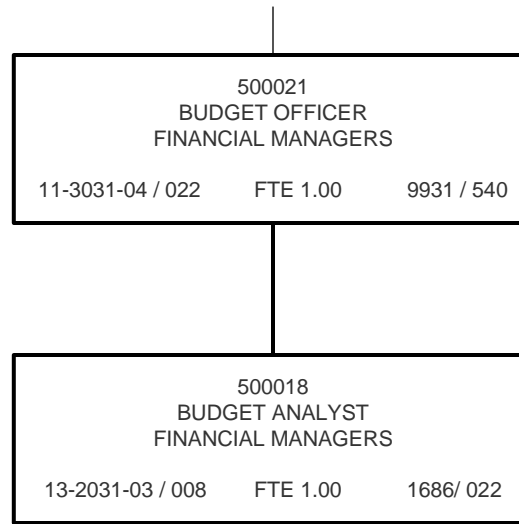 500021
BUDGET OFFICER
FINANCIAL MANAGERS
11-3031-04 / 022 FTE 1.00 9931 / 540
500018
BUDGET ANALYST
FINANCIAL MANAGERS
13-2031-03 / 008 FTE 1.00 1686/ 022